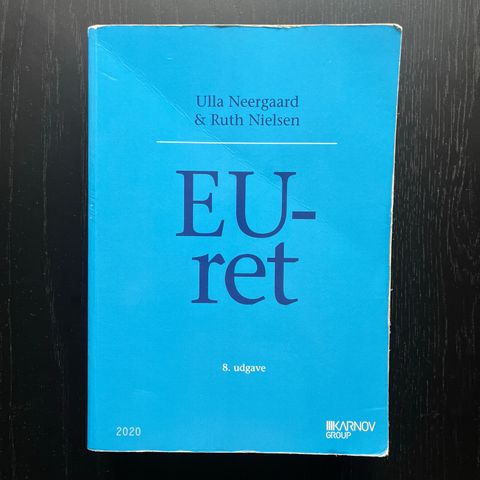 Ulla Neergaard
& Ruth Nielsen
EU-
ret
8. udgave
2020
KARNOV
GROUP